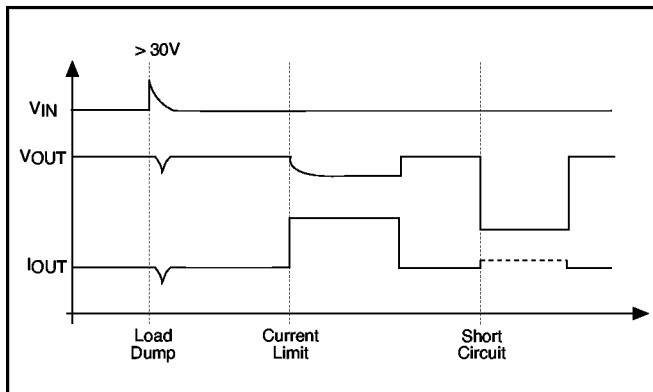 > 30V
VIN
VOUT
IOUT
Load
Dump
Current
Limit
Short
Circuit